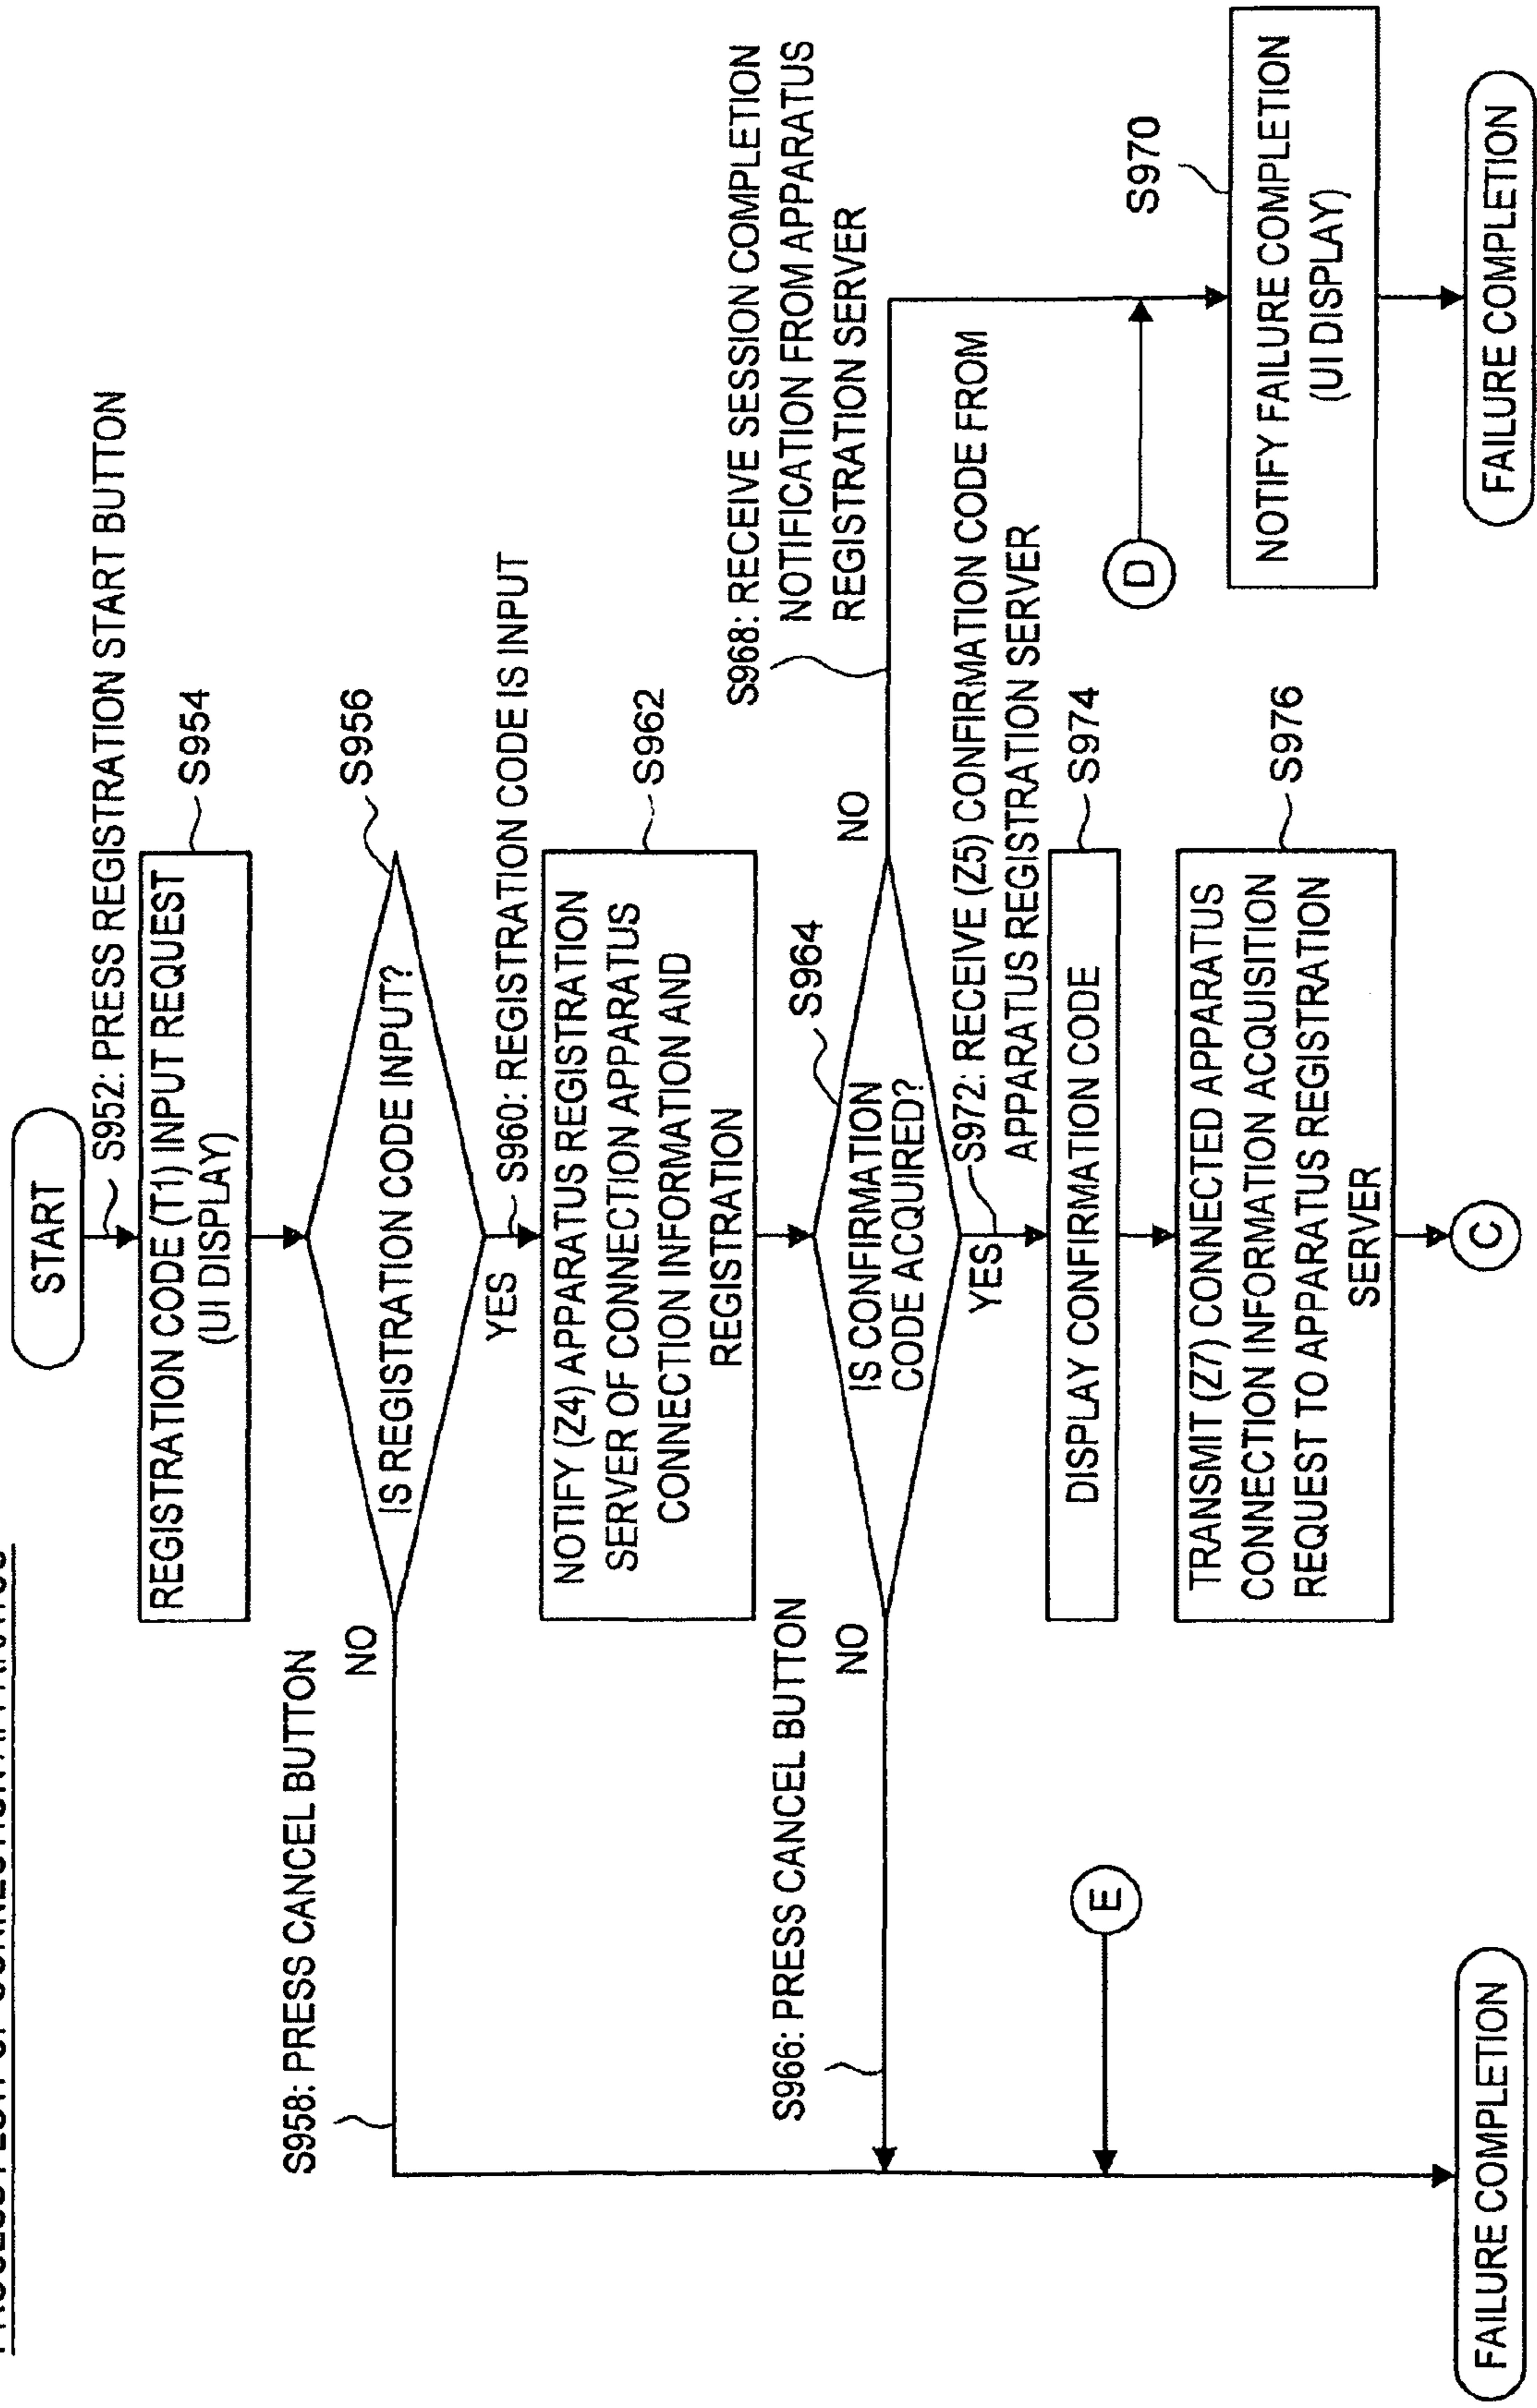 START
S952: PRESS REGISTRATION START BUTTON
REGISTRATION CODE (T1) INPUT REQUEST
(UI DISPLAY)
S954
IS REGISTRATION CODE INPUT?
S956
S958: PRESS CANCEL BUTTON
NO
YES
S960: REGISTRATION CODE IS INPUT
NOTIFY (Z4) APPARATUS REGISTRATION
SERVER OF CONNECTION APPARATUS
CONNECTION INFORMATION AND
REGISTRATION
S962
IS CONFIRMATION
CODE ACQUIRED?
S964
S966: PRESS CANCEL BUTTON
NO
NO
S968: RECEIVE SESSION COMPLETION
NOTIFICATION FROM APPARATUS
REGISTRATION SERVER
YES
S972: RECEIVE (Z5) CONFIRMATION CODE FROM
APPARATUS REGISTRATION SERVER
DISPLAY CONFIRMATION CODE
S974
TRANSMIT (Z7) CONNECTED APPARATUS
CONNECTION INFORMATION ACQUISITION
REQUEST TO APPARATUS REGISTRATION
SERVER
S976
E
D
NOTIFY FAILURE COMPLETION
(UI DISPLAY)
S970
FAILURE COMPLETION
C
FAILURE COMPLETION